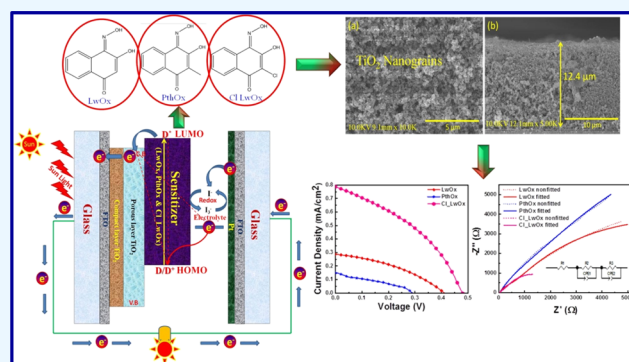 LwOx
PthOx
Cl LwOx
(a)
TiO₂ Nanograins
5 µm
(b)
12.4 µm
10 µm
Sun
Sun Light
Glass
FTO
Compact layer TiO₂
Porous layer TiO₂
V.B
D* LUMO
Sensitizer
(LwOx, PthOx & Cl LwOx)
D/D⁺ HOMO
Redox
Electrolyte
Pt
FTO
Glass
e⁻
e⁻
e⁻
e⁻
e⁻
e⁻
e⁻
e⁻
e⁻
e⁻
Current Density (mA/cm2)
0.8
0.7
0.6
0.5
0.4
0.3
0.2
0.1
0.0
LwOx
PthOx
Cl_LwOx
0.0 0.1 0.2 0.3 0.4 0.5
Voltage (V)
-Z'' (Ω)
5000
4000
3000
2000
1000
0
LwOx nonfitted
LwOx fitted
PthOx nonfitted
PthOx fitted
Cl_LwOx nonfitted
Cl_LwOx fitted
0 1000 2000 3000 4000 5000
Z' (Ω)